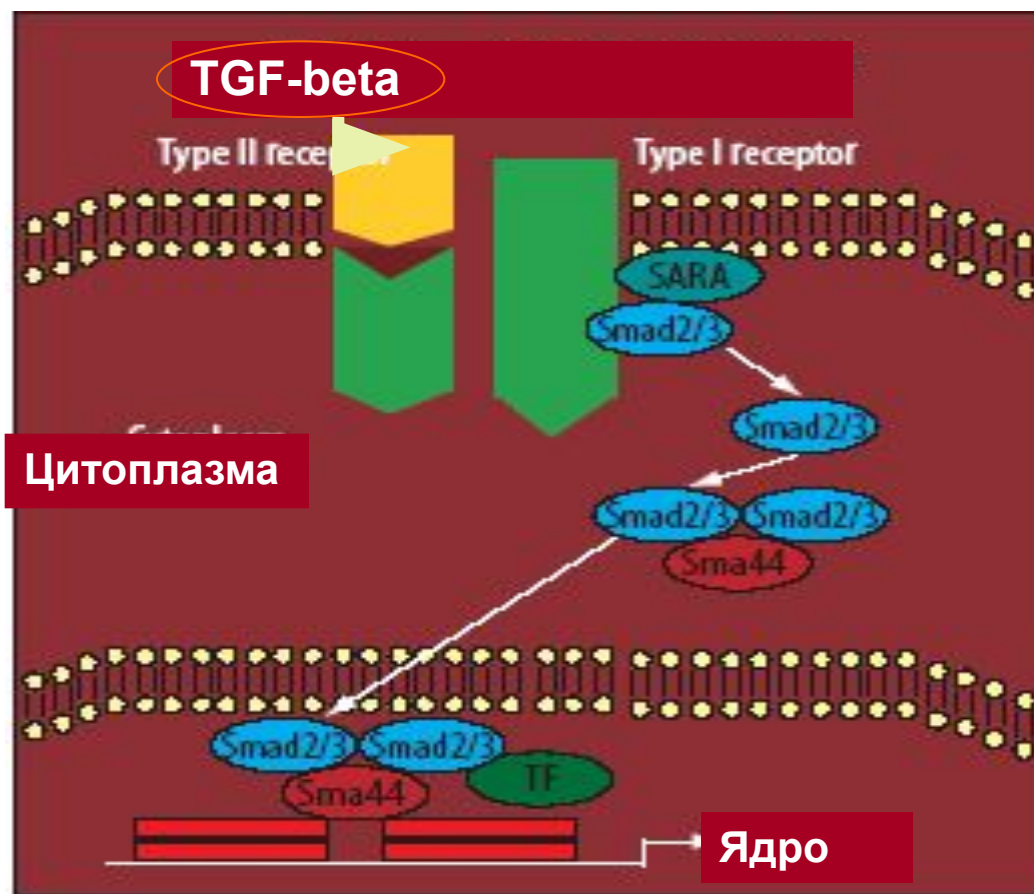 TGF-beta
Type II receptor
Type I receptor
SARA
Smad2/3
Smad2/3
Цитоплазма
Smad2/3 Smad2/3
Sma44
Smad2/3 Smad2/3
TF
Sma44
Ядро